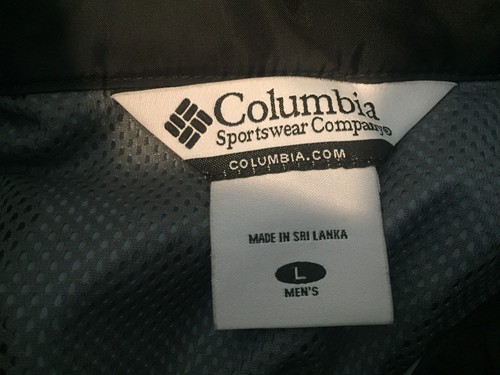 Columbia
Sportswear Company®
COLUMBIA.COM
MADE IN SRI LANKA
L
MEN'S